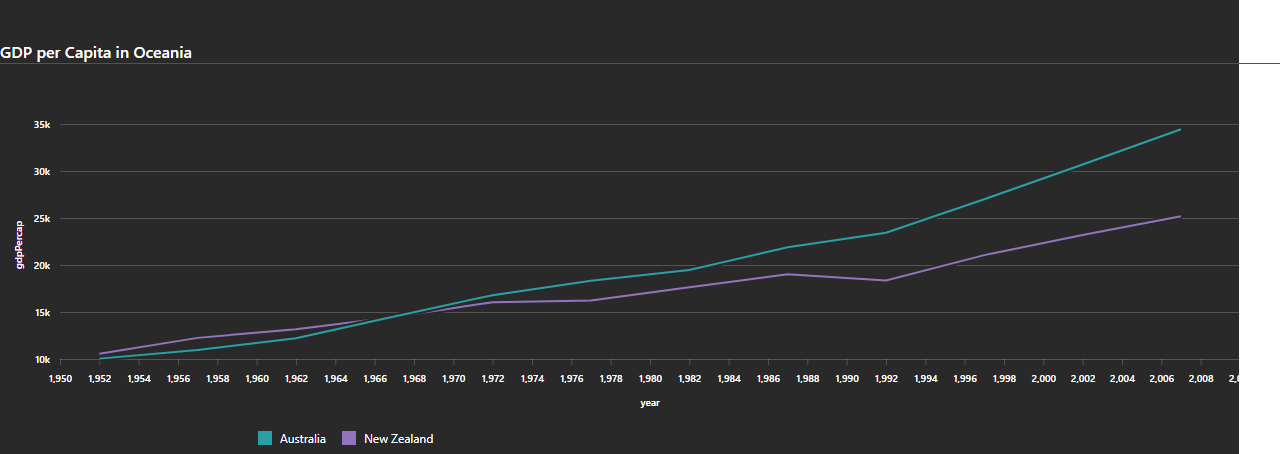 GDP per Capita in Oceania
35k
30k
25k
20k
15k
10k
gdpPercap
1,950 1,952 1,954 1,956 1,958 1,960 1,962 1,964 1,966 1,968 1,970 1,972 1,974 1,976 1,978 1,980 1,982 1,984 1,986 1,988 1,990 1,992 1,994 1,996 1,998 2,000 2,002 2,004 2,006 2,008
year
Australia New Zealand